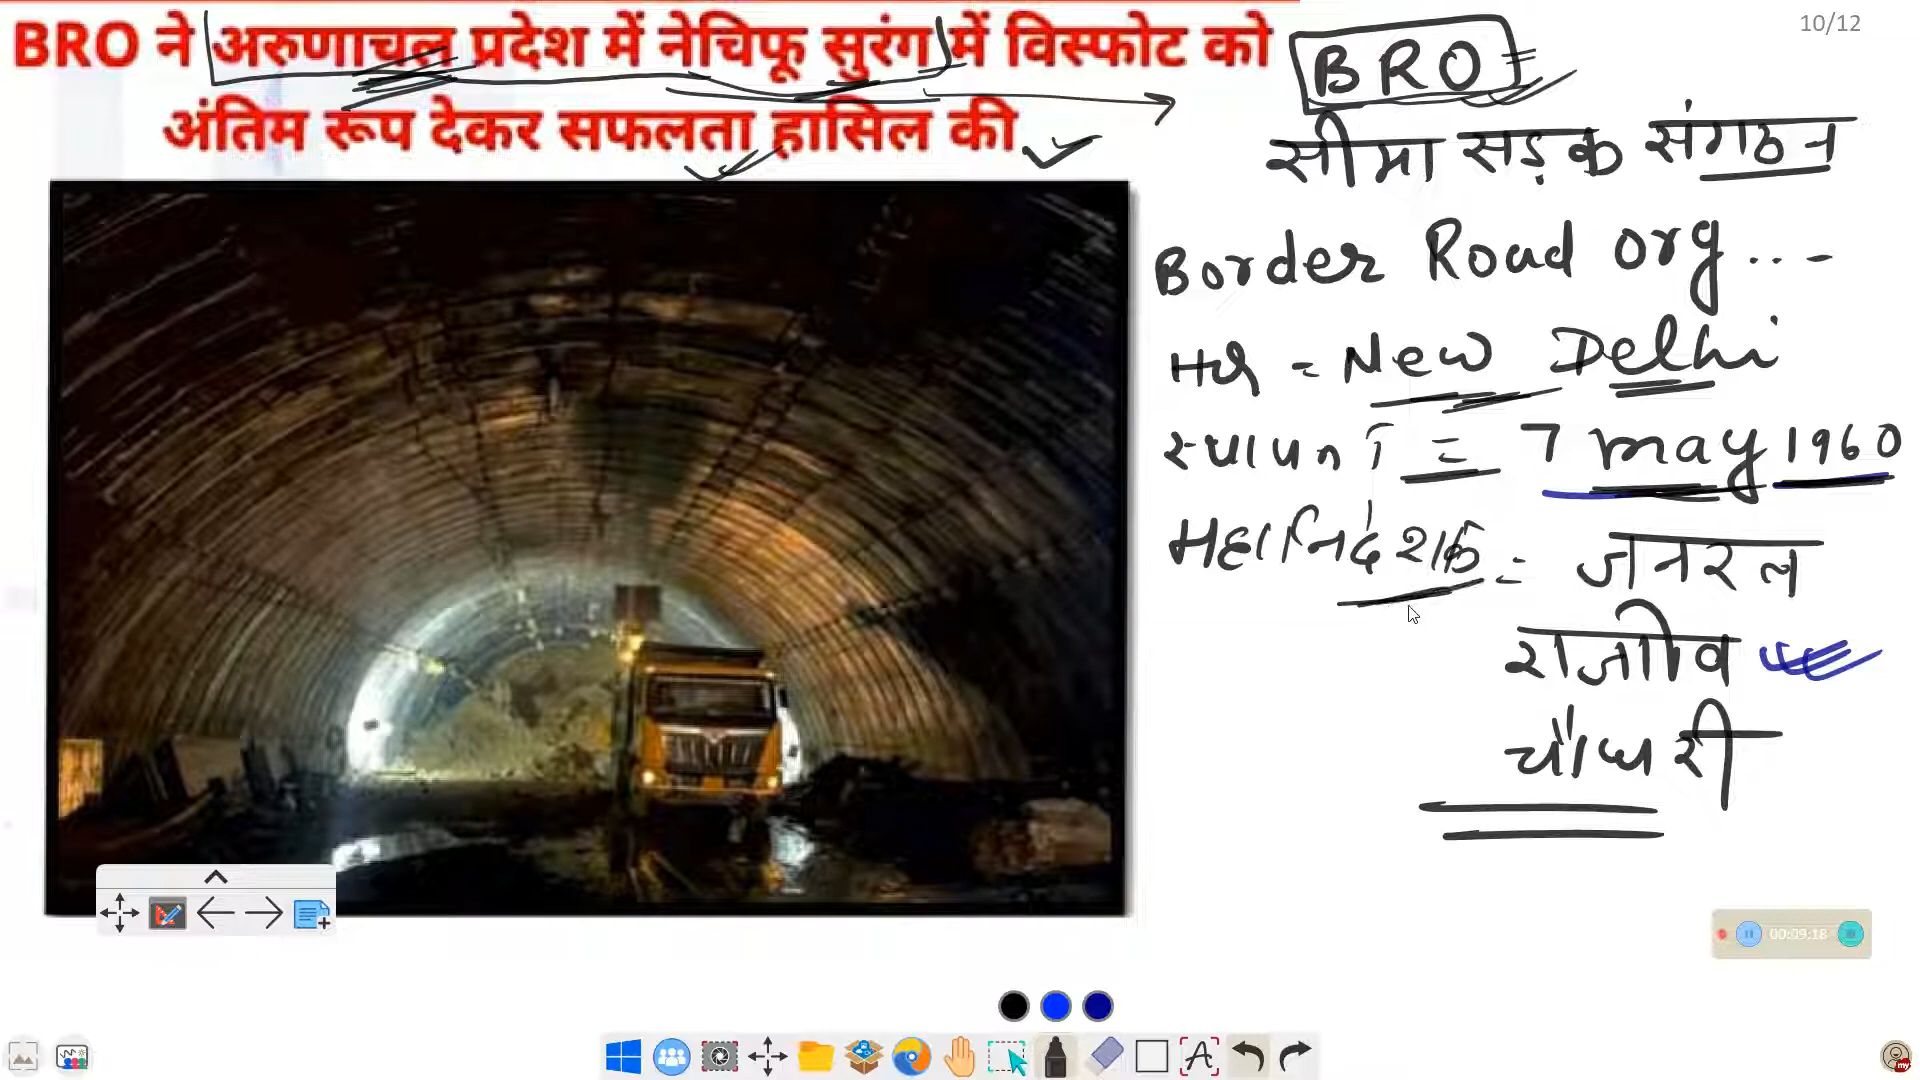 BRO ने अरुणाचल प्रदेश में नेचिफू सुरंग में विस्फोट को
अंतिम रूप देकर सफलता हासिल की
10/12
BRO
सीमा सड़क संगठन
Border Road Org...-
HQ = New Delhi
स्थापना = 7 may 1960
महानिदेशक = जनरल
राजीव
चौधरी
00:09:18